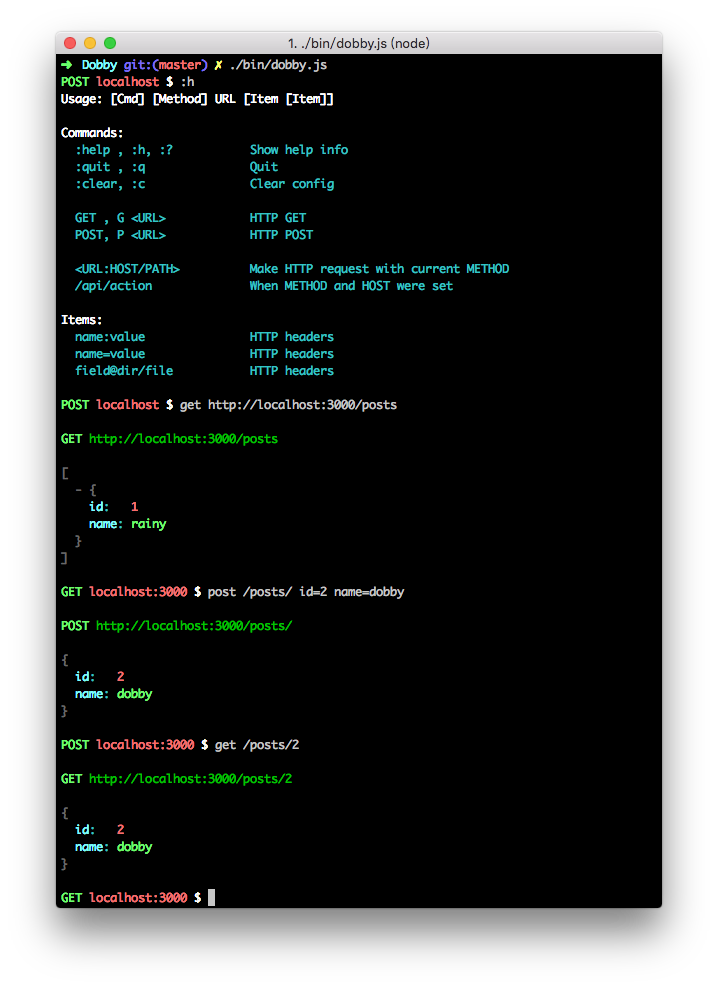 1. ./bin/dobby.js (node)
➜ Dobby git:(master) ✗ ./bin/dobby.js
POST localhost $ :h
Usage: [Cmd] [Method] URL [Item [Item]]
Commands:
:help , :h, :? Show help info
:quit , :q Quit
:clear, :c Clear config
GET , G <URL> HTTP GET
POST, P <URL> HTTP POST
<URL:HOST/PATH> Make HTTP request with current METHOD
/api/action When METHOD and HOST were set
Items:
name:value HTTP headers
name=value HTTP headers
field@dir/file HTTP headers
POST localhost $ get http://localhost:3000/posts
GET http://localhost:3000/posts
[
- {
id: 1
name: rainy
}
]
GET localhost:3000 $ post /posts/ id=2 name=dobby
POST http://localhost:3000/posts/
{
id: 2
name: dobby
}
POST localhost:3000 $ get /posts/2
GET http://localhost:3000/posts/2
{
id: 2
name: dobby
}
GET localhost:3000 $